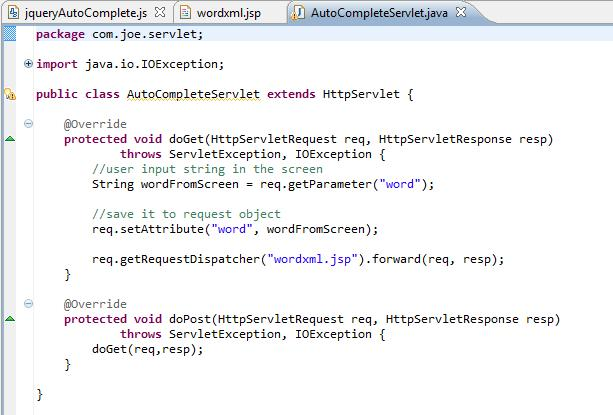 jqueryAutoComplete.js wordxml.jsp AutoCompleteServlet.java
package com.joe.servlet;
import java.io.IOException;
public class AutoCompleteServlet extends HttpServlet {
@Override
protected void doGet(HttpServletRequest req, HttpServletResponse resp)
throws ServletException, IOException {
//user input string in the screen
String wordFromScreen = req.getParameter("word");
//save it to request object
req.setAttribute("word", wordFromScreen);
req.getRequestDispatcher("wordxml.jsp").forward(req, resp);
}
@Override
protected void doPost(HttpServletRequest req, HttpServletResponse resp)
throws ServletException, IOException {
doGet(req,resp);
}
}